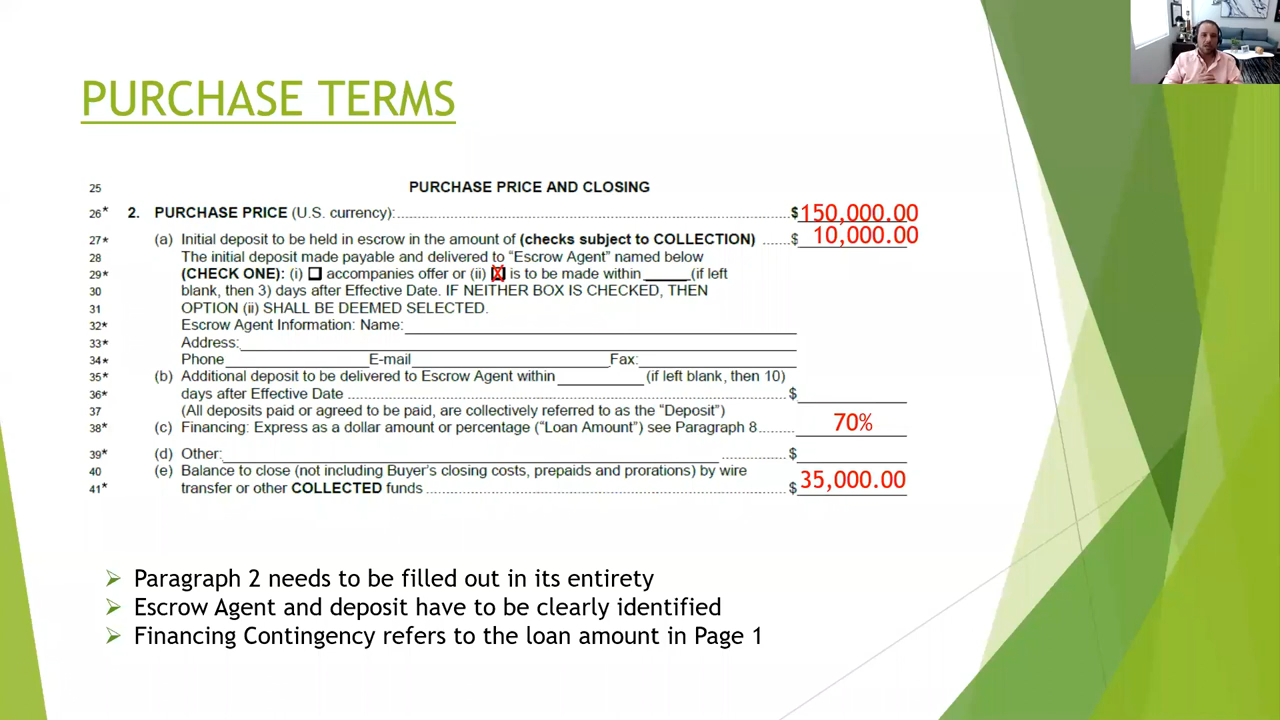 PURCHASE TERMS
25 PURCHASE PRICE AND CLOSING
26* 2. PURCHASE PRICE (U.S. currency): $150,000.00
27* (a) Initial deposit to be held in escrow in the amount of (checks subject to COLLECTION) $ 10,000.00
28 The initial deposit made payable and delivered to “Escrow Agent” named below
29* (CHECK ONE): (i) ☐ accompanies offer or (ii) ☒ is to be made within _____ (if left
30 blank, then 3) days after Effective Date. IF NEITHER BOX IS CHECKED, THEN
31 OPTION (ii) SHALL BE DEEMED SELECTED.
32* Escrow Agent Information: Name:
33* Address:
34* Phone E-mail Fax:
35* (b) Additional deposit to be delivered to Escrow Agent within _____ (if left blank, then 10)
36* days after Effective Date $
37 (All deposits paid or agreed to be paid, are collectively referred to as the “Deposit”)
38* (c) Financing: Express as a dollar amount or percentage (“Loan Amount”) see Paragraph 8 70%
39* (d) Other: $
40 (e) Balance to close (not including Buyer’s closing costs, prepaids and prorations) by wire
41* transfer or other COLLECTED funds $ 35,000.00
Paragraph 2 needs to be filled out in its entirety
Escrow Agent and deposit have to be clearly identified
Financing Contingency refers to the loan amount in Page 1